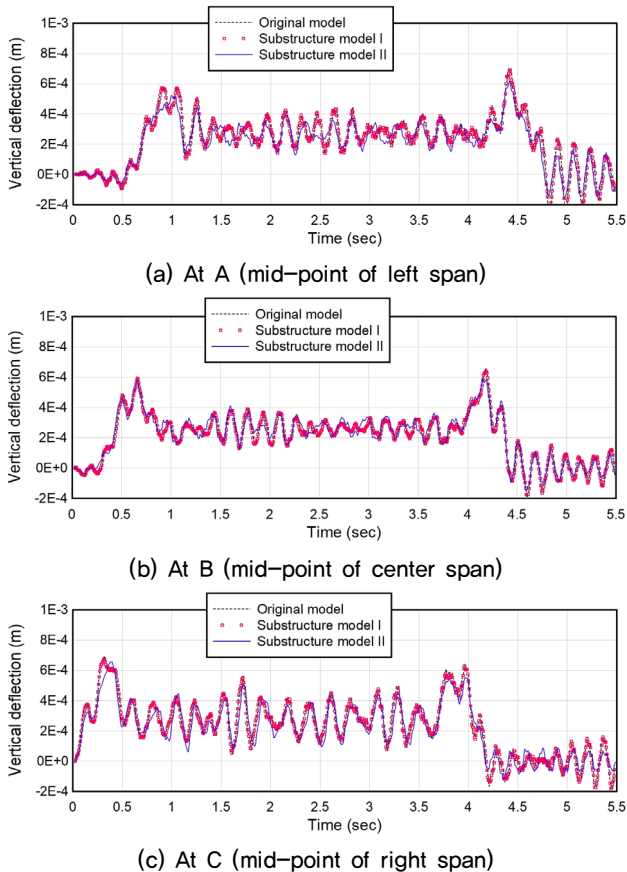 1E-3
8E-4
6E-4
4E-4
2E-4
0E+0
-2E-4
Vertical deflection (m)
Original model
Substructure model I
Substructure model II
0 0.5 1 1.5 2 2.5 3 3.5 4 4.5 5 5.5
Time (sec)
(a) At A (mid-point of left span)
1E-3
8E-4
6E-4
4E-4
2E-4
0E+0
-2E-4
Vertical deflection (m)
Original model
Substructure model I
Substructure model II
0 0.5 1 1.5 2 2.5 3 3.5 4 4.5 5 5.5
Time (sec)
(b) At B (mid-point of center span)
1E-3
8E-4
6E-4
4E-4
2E-4
0E+0
-2E-4
Vertical deflection (m)
Original model
Substructure model I
Substructure model II
0 0.5 1 1.5 2 2.5 3 3.5 4 4.5 5 5.5
Time (sec)
(c) At C (mid-point of right span)